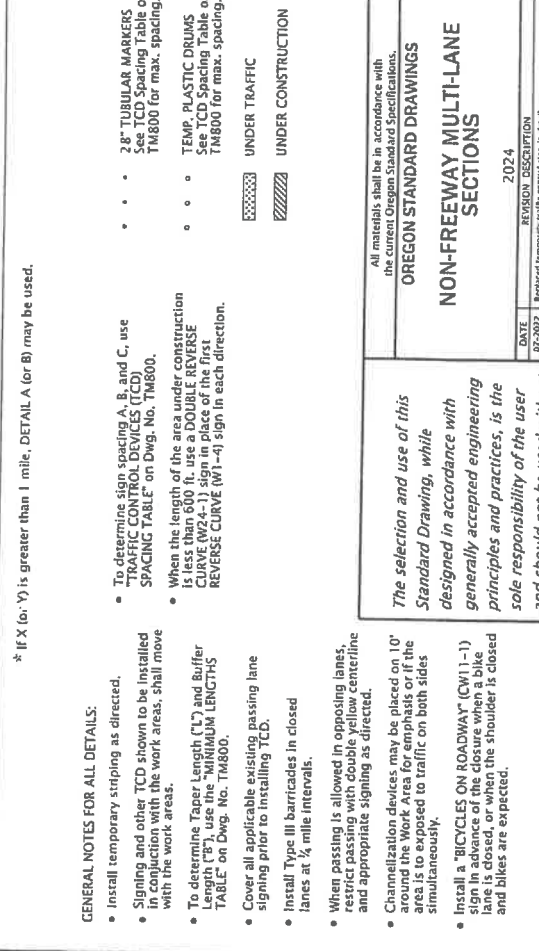 * If X (or Y) is greater than 1 mile, DETAIL A (or B) may be used.
GENERAL NOTES FOR ALL DETAILS:
• Install temporary striping as directed.
• Signing and other TCD shown to be installed
in conjunction with the work areas, shall move
with the work areas.
• To determine Taper Length ("L") and Buffer
Length ("B"), use the "MINIMUM LENGTHS
TABLE" on Dwg. No. TM800.
• Cover all applicable existing passing lane
signing prior to installing TCD.
• Install Type III barricades in closed
lanes at ¼ mile intervals.
• When passing is allowed in opposing lanes,
restrict passing with double yellow centerline
and appropriate signing as directed.
• Channelization devices may be placed on 10'
around the Work Area for emphasis or if the
area is exposed to traffic on both sides
simultaneously.
• Install a "BICYCLES ON ROADWAY" (CW11-1)
sign in advance of the closure when a bike
lane is closed, or when the shoulder is closed
and bikes are expected.
• To determine sign spacing A, B, and C, use
"TRAFFIC CONTROL DEVICES (TCD)
SPACING TABLE" on Dwg. No. TM800.
• When the length of the area under construction
is less than 600 ft. use a DOUBLE REVERSE
CURVE (W24-1) sign in place of the first
REVERSE CURVE (W1-4) sign in each direction.
28" TUBULAR MARKERS
See TCD Spacing Table
TM800 for max. spacing.
TEMP. PLASTIC DRUMS
See TCD Spacing Table
TM800 for max. spacing.
UNDER TRAFFIC
UNDER CONSTRUCTION
The selection and use of this
Standard Drawing, while
designed in accordance with
generally accepted engineering
principles and practices, is the
sole responsibility of the user
All materials shall be in accordance with
the current Oregon Standard Specifications.
OREGON STANDARD DRAWINGS
NON-FREEWAY MULTI-LANE
SECTIONS
2024
DATE
REVISION DESCRIPTION